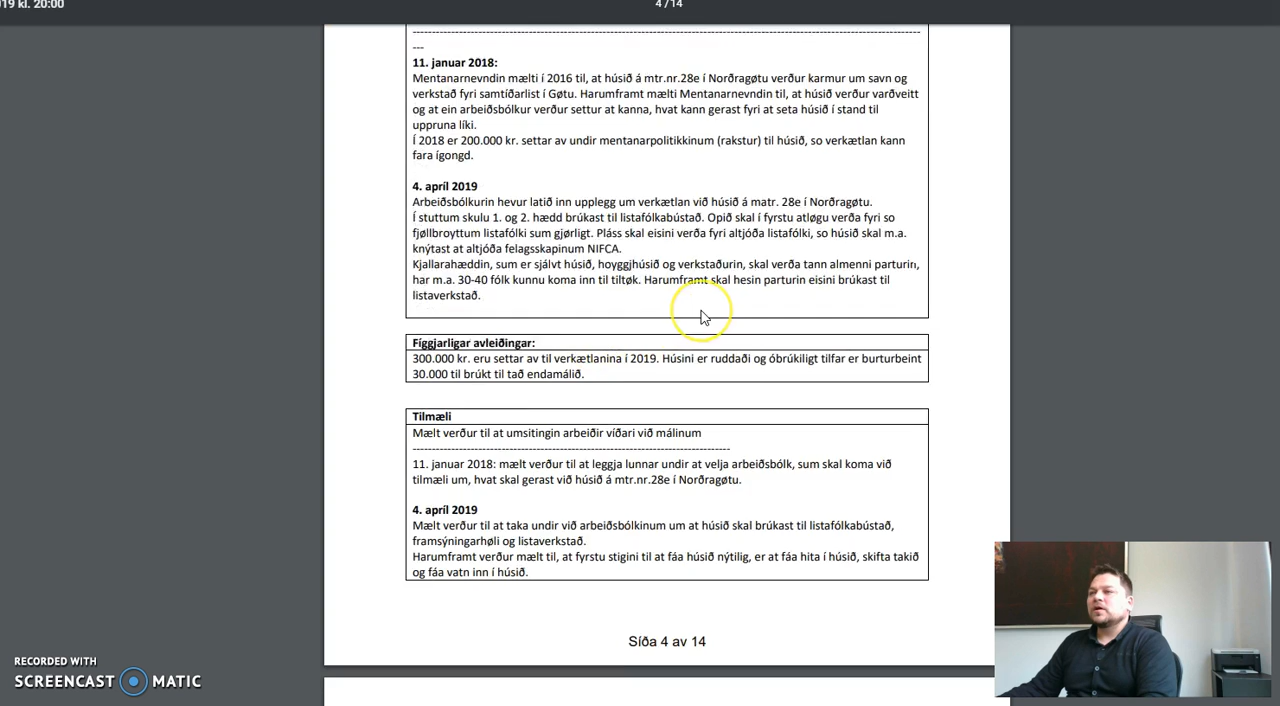 019 kl. 20:00
4 / 14
--------------------------------------------------------------------------------------------------------------------------------
---
11. januar 2018:
Mentanarnevndin mælti í 2016 til, at húsið á mtr.nr.28e í Norðragøtu verður karmur um savn og
verkstað fyri samtíðarlist í Gøtu. Harumframt mælti Mentanarnevndin til, at húsið verður varðveitt
og at ein arbeiðsbólkur verður settur at kanna, hvat kann gerast fyri at seta húsið í stand til
uppruna líki.
Í 2018 er 200.000 kr. settar av undir mentanarpolitikkinum (rakstur) til húsið, so verkætlan kann
fara ígongd.
4. apríl 2019
Arbeiðsbólkurin hevur latið inn upplegg um verkætlan við húsið á matr. 28e í Norðragøtu.
Í stuttum skulu 1. og 2. hædd brúkast til listafólkabústað. Opið skal í fyrstu atløgu verða fyri so
fjøllbroyttum listafólki sum gjørligt. Pláss skal eisini verða fyri altjóða listafólki, so húsið skal m.a.
knýtast at altjóða felagsskapinum NIFCA.
Kjallarahæddin, sum er sjálvt húsið, hoyggjhúsið og verkstaðurin, skal verða tann almenni parturin,
har m.a. 30-40 fólk kunnu koma inn til tiltøk. Harumframt skal hesin parturin eisini brúkast til
listaverkstað.
Fíggjarligar avleiðingar:
300.000 kr. eru settar av til verkætlanina í 2019. Húsini er ruddaði og óbrúkiligt tilfar er burturbeint
30.000 til brúkt til tað endamálið.
Tilmæli
Mælt verður til at umsitingin arbeiðir víðari við málinum
--------------------------------------------------------------------------------
11. januar 2018: mælt verður til at leggja lunnar undir at velja arbeiðsbólk, sum skal koma við
tilmæli um, hvat skal gerast við húsið á mtr.nr.28e í Norðragøtu.
4. apríl 2019
Mælt verður til at taka undir við arbeiðsbólkinum um at húsið skal brúkast til listafólkabústað,
framsýningarhøli og listaverkstað.
Harumframt verður mælt til, at fyrstu stigini til at fáa húsið nýtilig, er at fáa hita í húsið, skifta takið
og fáa vatn inn í húsið.
Síða 4 av 14
RECORDED WITH
SCREENCAST MATIC